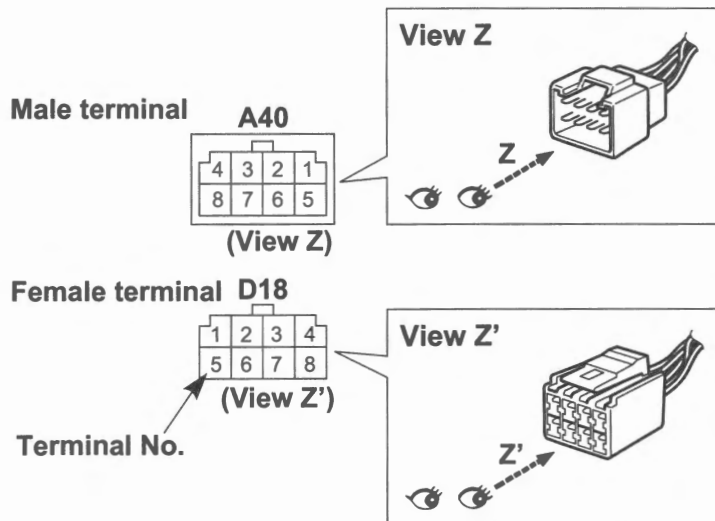 View Z
Male terminal
A40
4 3 2 1
8 7 6 5
(View Z)
Z
Female terminal D18
1 2 3 4
5 6 7 8
(View Z')
Terminal No.
View Z'
Z'